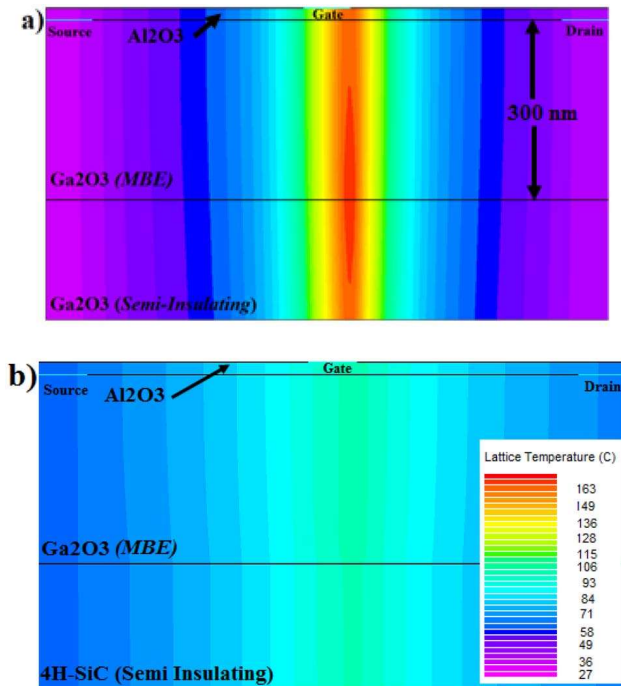 a)
Gate
Source
Al2O3
Drain
300 nm
Ga2O3 (MBE)
Ga2O3 (Semi-Insulating)
b)
Gate
Source
Al2O3
Drain
Lattice Temperature (C)
163
149
136
128
115
106
93
84
71
58
49
36
27
Ga2O3 (MBE)
4H-SiC (Semi Insulating)